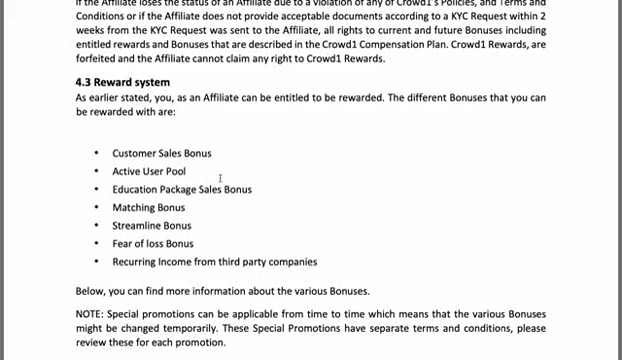 If the Affiliate loses the status of an Affiliate due to a violation of any of Crowd1's Policies, and Terms and
Conditions or if the Affiliate does not provide acceptable documents according to a KYC Request within 2
weeks from the KYC Request was sent to the Affiliate, all rights to current and future Bonuses including
entitled rewards and Bonuses that are described in the Crowd1 Compensation Plan. Crowd1 Rewards, are
forfeited and the Affiliate cannot claim any right to Crowd1 Rewards.
4.3 Reward system
As earlier stated, you, as an Affiliate can be entitled to be rewarded. The different Bonuses that you can
be rewarded with are:
• Customer Sales Bonus
• Active User Pool
• Education Package Sales Bonus
• Matching Bonus
• Streamline Bonus
• Fear of loss Bonus
• Recurring Income from third party companies
Below, you can find more information about the various Bonuses.
NOTE: Special promotions can be applicable from time to time which means that the various Bonuses
might be changed temporarily. These Special Promotions have separate terms and conditions, please
review these for each promotion.